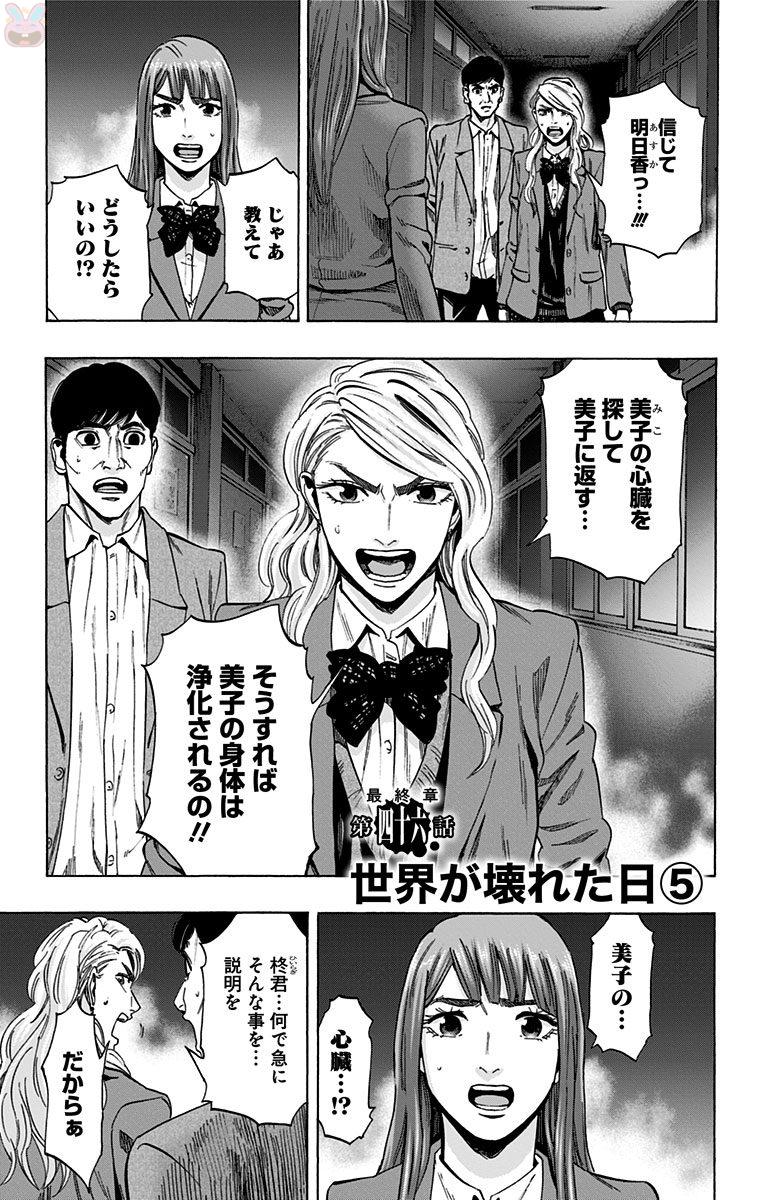 信じて
明日香っ…!!!
じゃあ
教えて
どうしたら
いいの!?
美子の心臓を
探して
美子に返す…
そうすれば
美子の身体は
浄化されるの!!
最終章
第四十六話
世界が壊れた日⑤
美子の…
心臓…!?
柊君…何で急に
そんな事を…
説明を
だからぁ